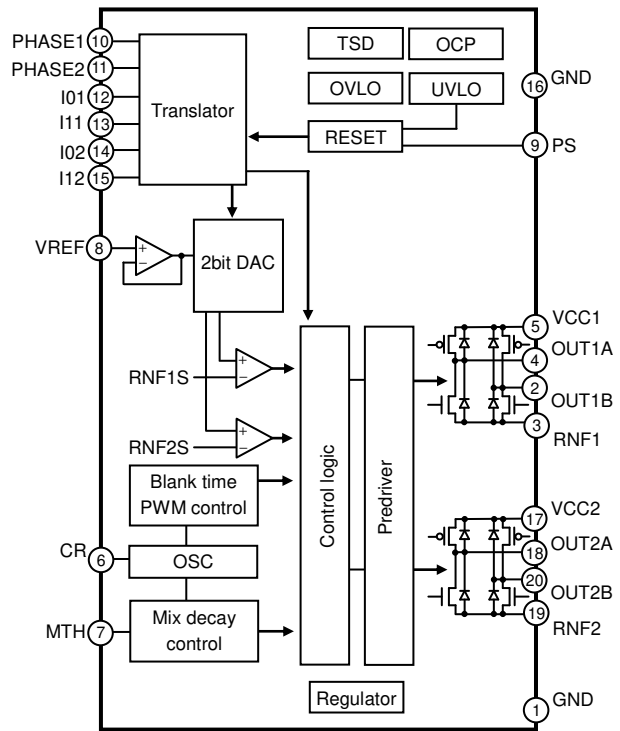 PHASE1 10
PHASE2 11
I01 12
I11 13
I02 14
I12 15
Translator
TSD
OCP
OVLO
UVLO
RESET
16 GND
9 PS
VREF 8
+
−
2bit DAC
RNF1S
+
−
RNF2S
+
−
Blank time
PWM control
CR 6
OSC
MTH 7
Mix decay
control
Control logic
Predriver
5 VCC1
4 OUT1A
2 OUT1B
3 RNF1
17 VCC2
18 OUT2A
20 OUT2B
19 RNF2
Regulator
1 GND